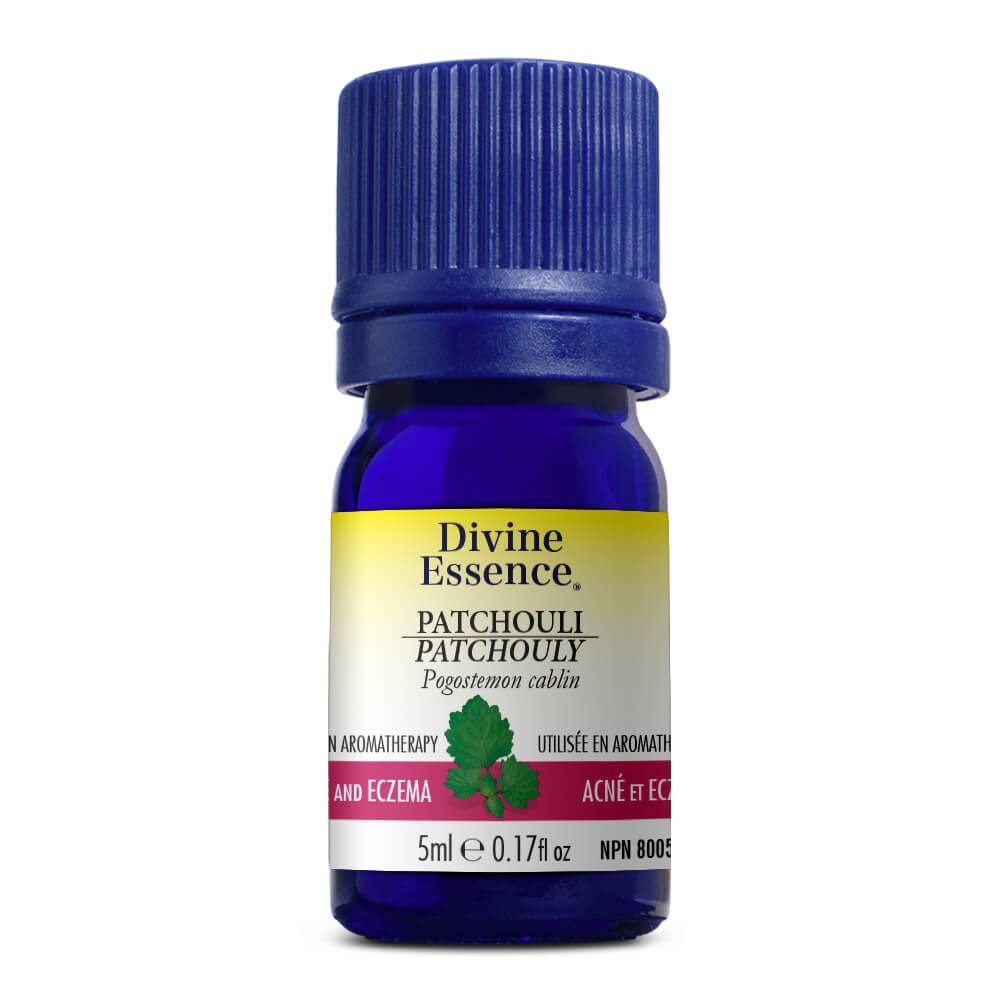 Divine
Essence®
PATCHOULI
PATCHOULY
Pogostemon cablin
N AROMATHERAPY
UTILISÉE EN AROMATH
AND ECZEMA
ACNÉ ET ECZ
5ml ℮ 0.17fl oz
NPN 8005